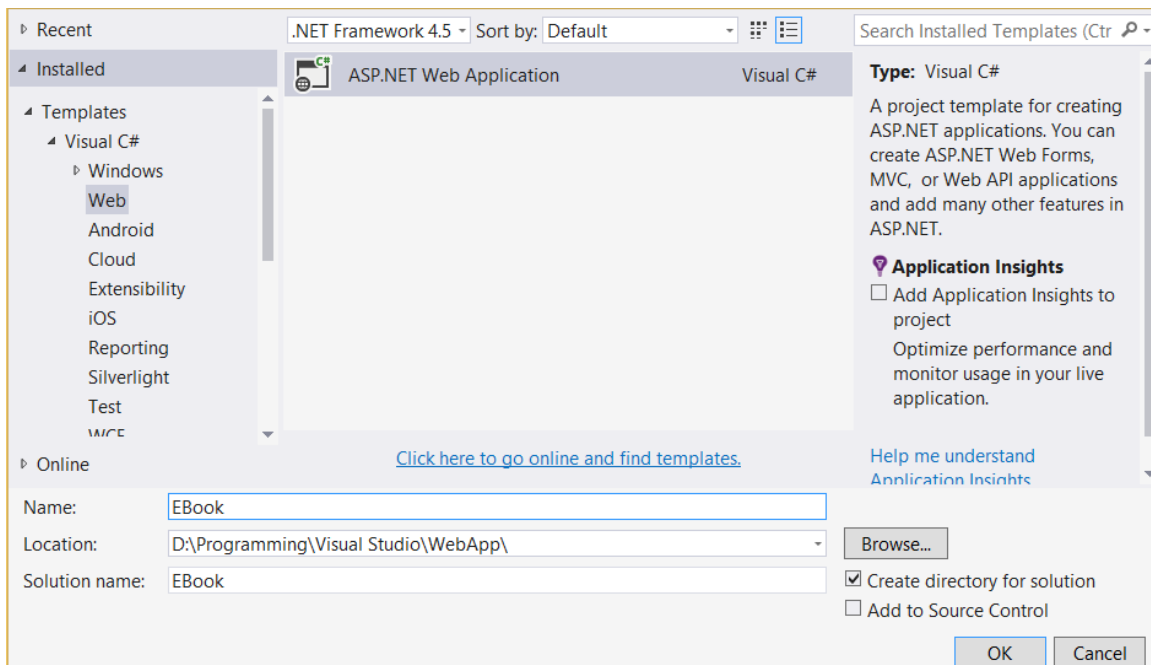 Recent
.NET Framework 4.5 Sort by: Default
Search Installed Templates (Ctr
Installed
Templates
Visual C#
Windows
Web
Android
Cloud
Extensibility
iOS
Reporting
Silverlight
Test
WCF
Online
C#
ASP.NET Web Application Visual C#
Click here to go online and find templates.
Type: Visual C#
A project template for creating
ASP.NET applications. You can
create ASP.NET Web Forms,
MVC, or Web API applications
and add many other features in
ASP.NET.
Application Insights
Add Application Insights to
project
Optimize performance and
monitor usage in your live
application.
Help me understand
Application Insights
Name: EBook
Location: D:\Programming\Visual Studio\WebApp\ Browse...
Solution name: EBook
Create directory for solution
Add to Source Control
OK Cancel